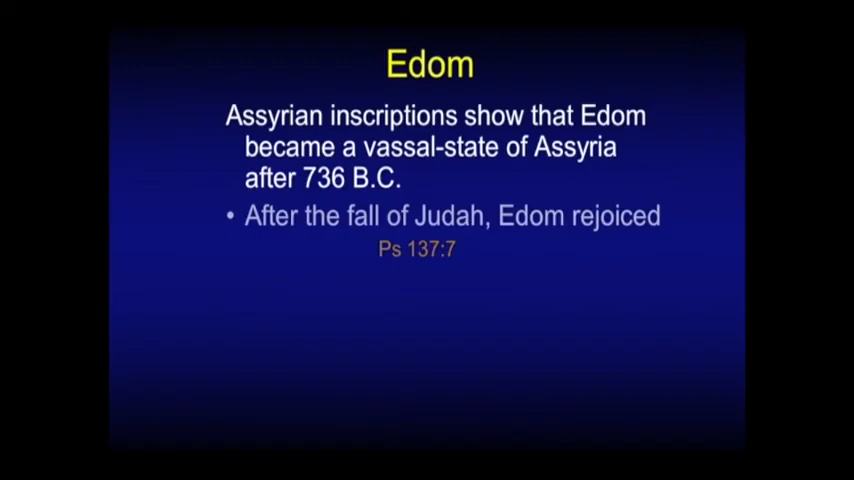 Edom
Assyrian inscriptions show that Edom
became a vassal-state of Assyria
after 736 B.C.
• After the fall of Judah, Edom rejoiced
Ps 137:7